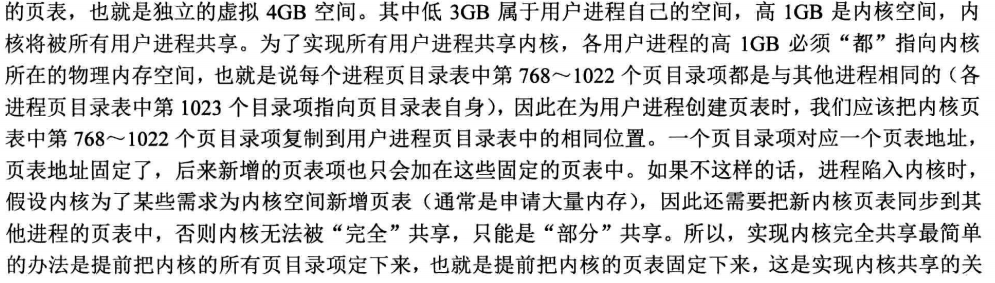 的页表，也就是独立的虚拟 4GB 空间。其中低 3GB 属于用户进程自己的空间，高 1GB 是内核空间，内
核将被所有用户进程共享。为了实现所有用户进程共享内核，各用户进程的高 1GB 必须“都”指向内核
所在的物理内存空间，也就是说每个进程页目录表中第 768～1022 个页目录项都是与其他进程相同的（各
进程页目录表中第 1023 个目录项指向页目录表自身），因此在为用户进程创建页表时，我们应该把内核页
表中第 768～1022 个页目录项复制到用户进程页目录表中的相同位置。一个页目录项对应一个页表地址，
页表地址固定了，后来新增的页表项也只会加在这些固定的页表中。如果不这样的话，进程陷入内核时，
假设内核为了某些需求为内核空间新增页表（通常是申请大量内存），因此还需要把新内核页表同步到其
他进程的页表中，否则内核无法被“完全”共享，只能是“部分”共享。所以，实现内核完全共享最简单
的办法是提前把内核的所有页目录项定下来，也就是提前把内核的页表固定下来，这是实现内核共享的关